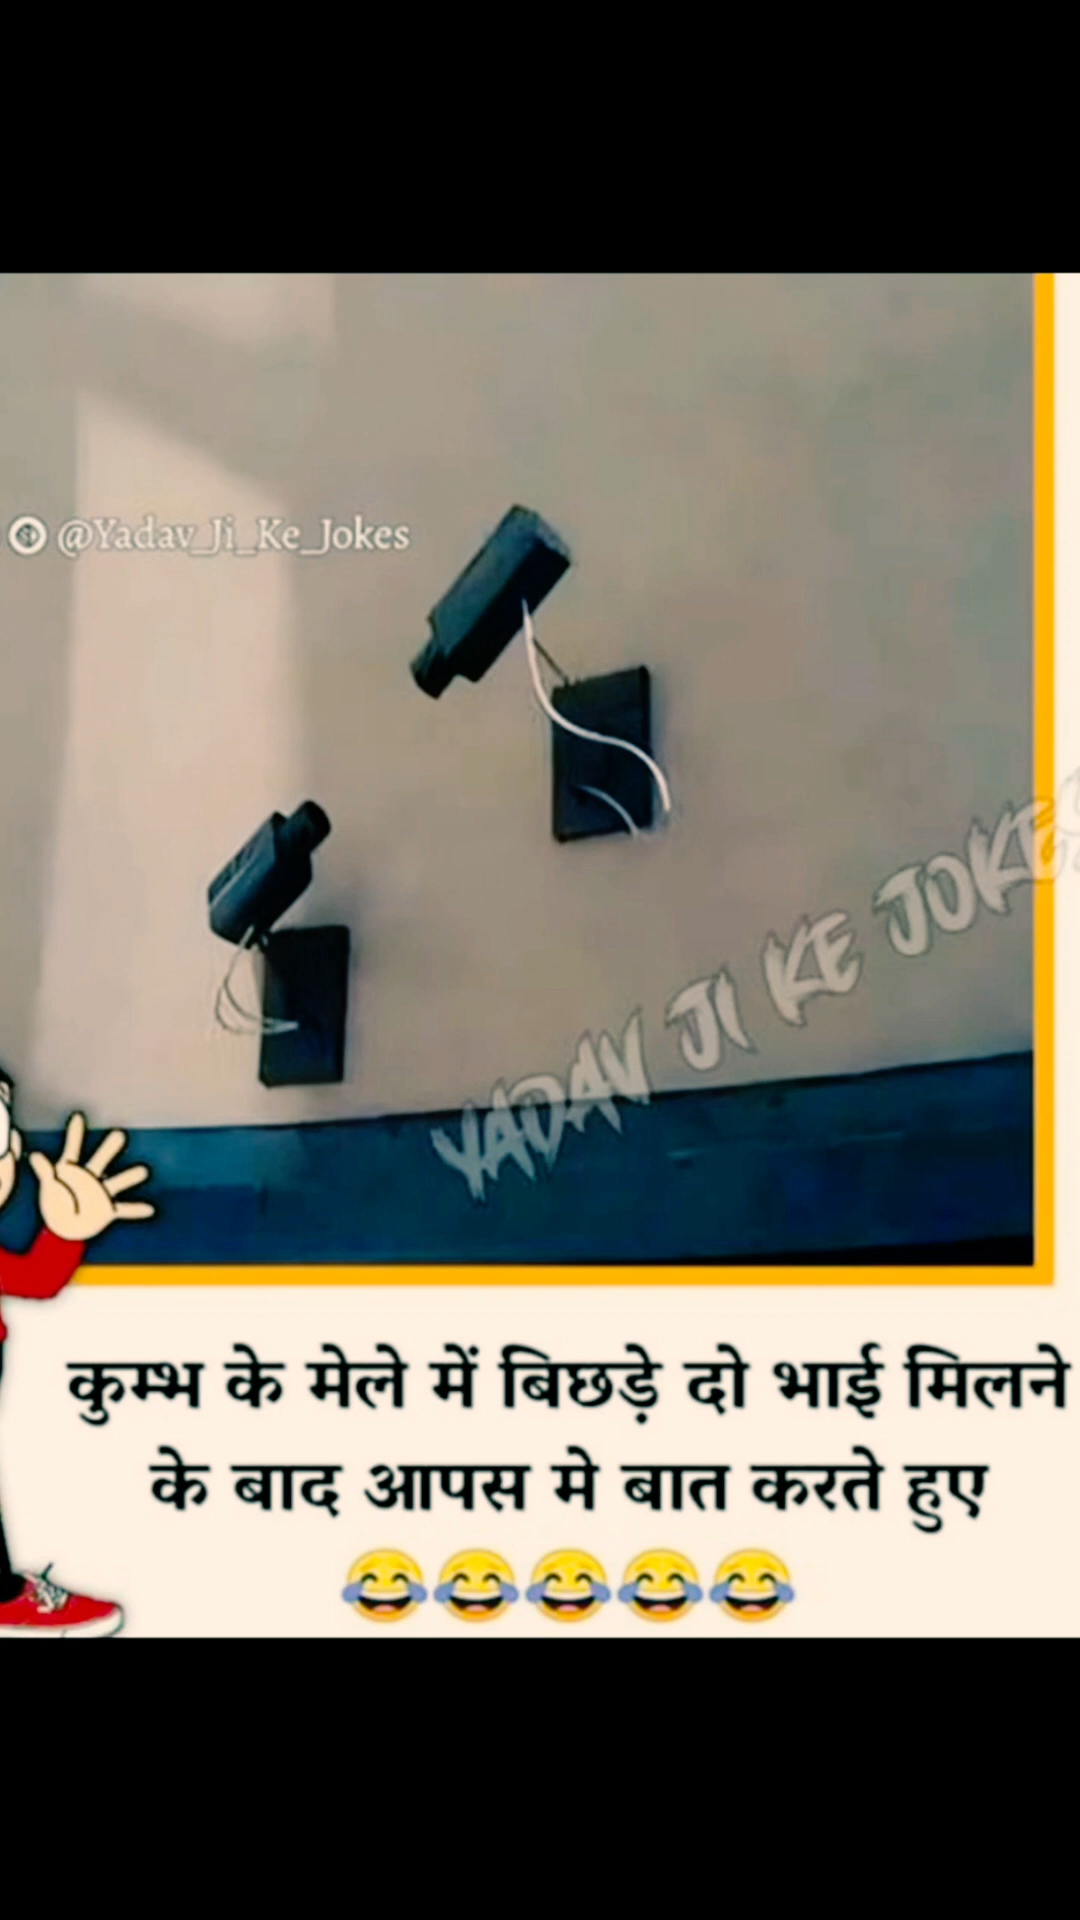 @Yadav_Ji_Ke_Jokes
YADAV JI KE JOKES
कुम्भ के मेले में बिछड़े दो भाई मिलने
के बाद आपस मे बात करते हुए
😂😂😂😂😂